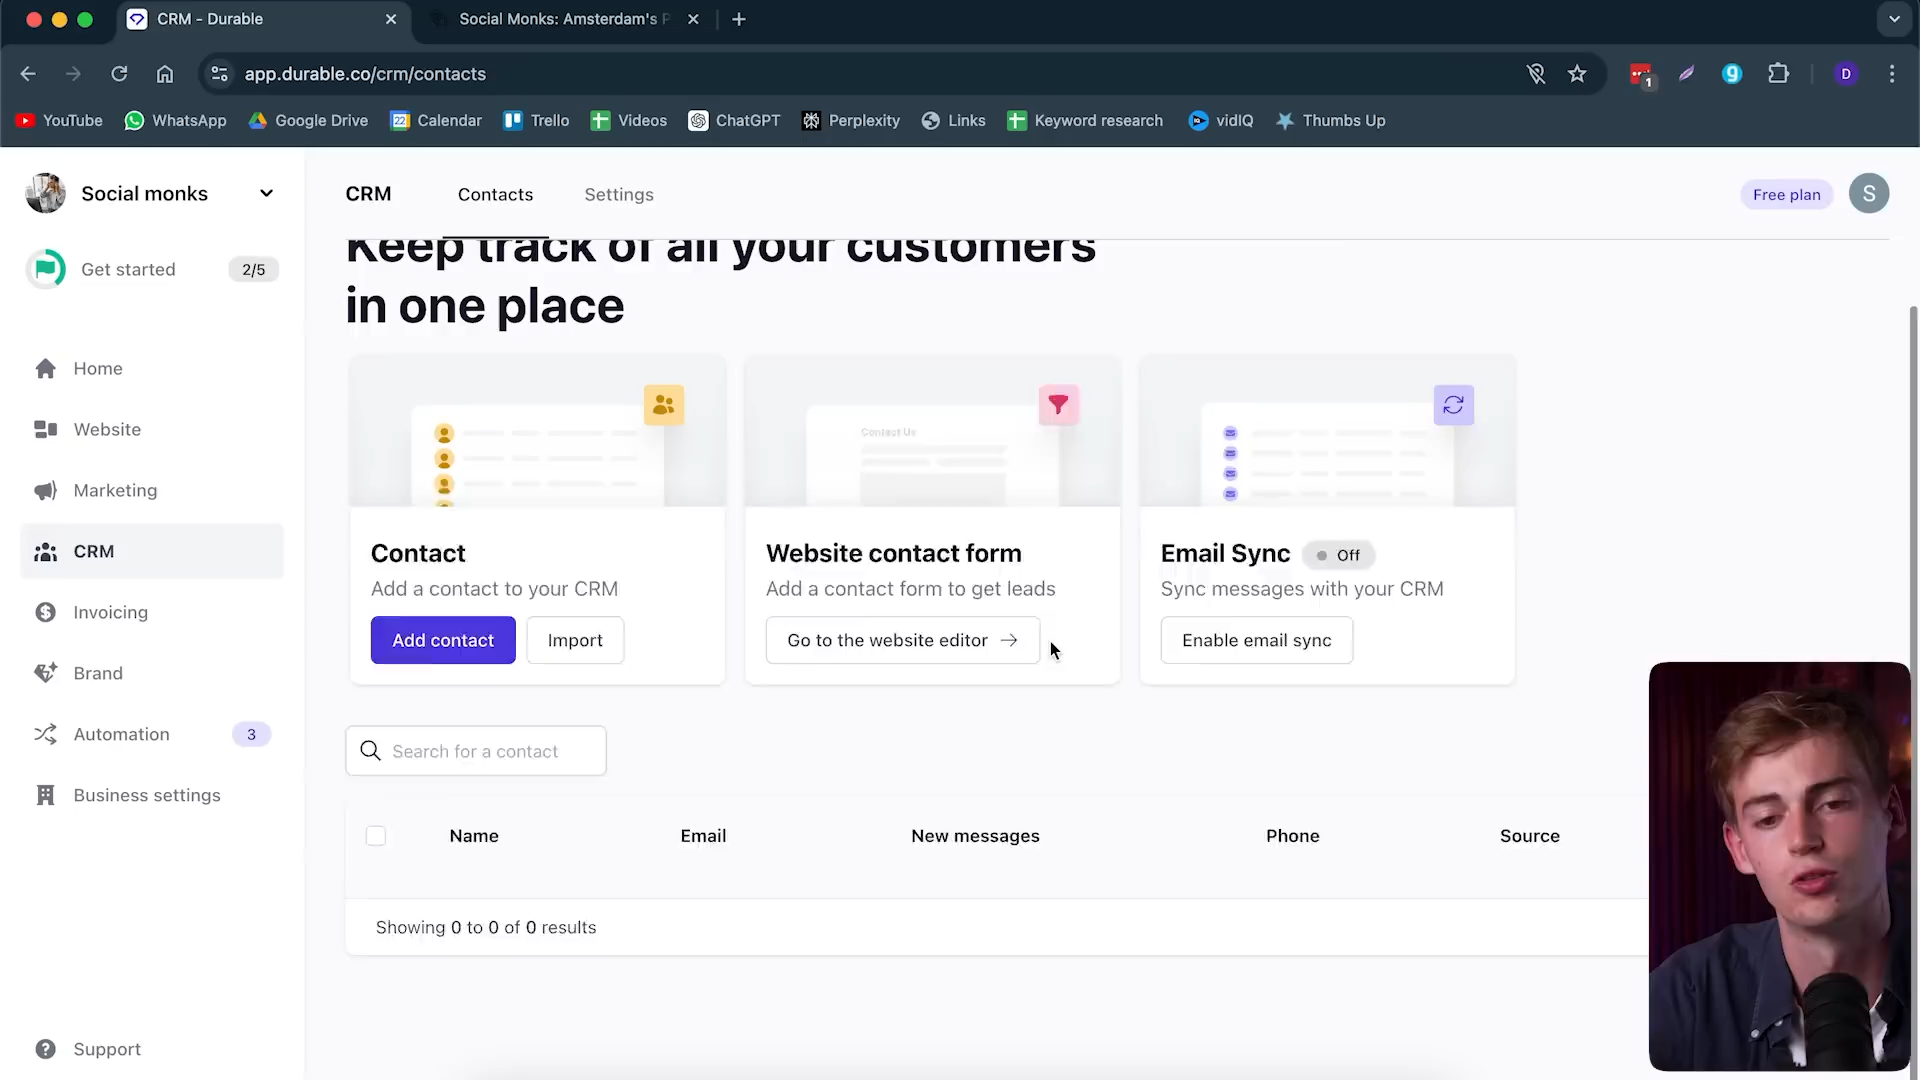 CRM - Durable
Social Monks: Amsterdam's P
app.durable.co/crm/contacts
1
D
YouTube
WhatsApp
Google Drive
22
Calendar
Trello
Videos
ChatGPT
Perplexity
Links
Keyword research
vidIQ
Thumbs Up
Social monks
CRM
Contacts
Settings
Free plan
S
Get started
2/5
Keep track of all your customers
in one place
Home
Website
Marketing
CRM
Invoicing
Brand
Automation
3
Business settings
Support
Contact
Add a contact to your CRM
Add contact
Import
Contact Us
Website contact form
Add a contact form to get leads
Go to the website editor
Email Sync
Off
Sync messages with your CRM
Enable email sync
Search for a contact
Name
Email
New messages
Phone
Source
Showing 0 to 0 of 0 results